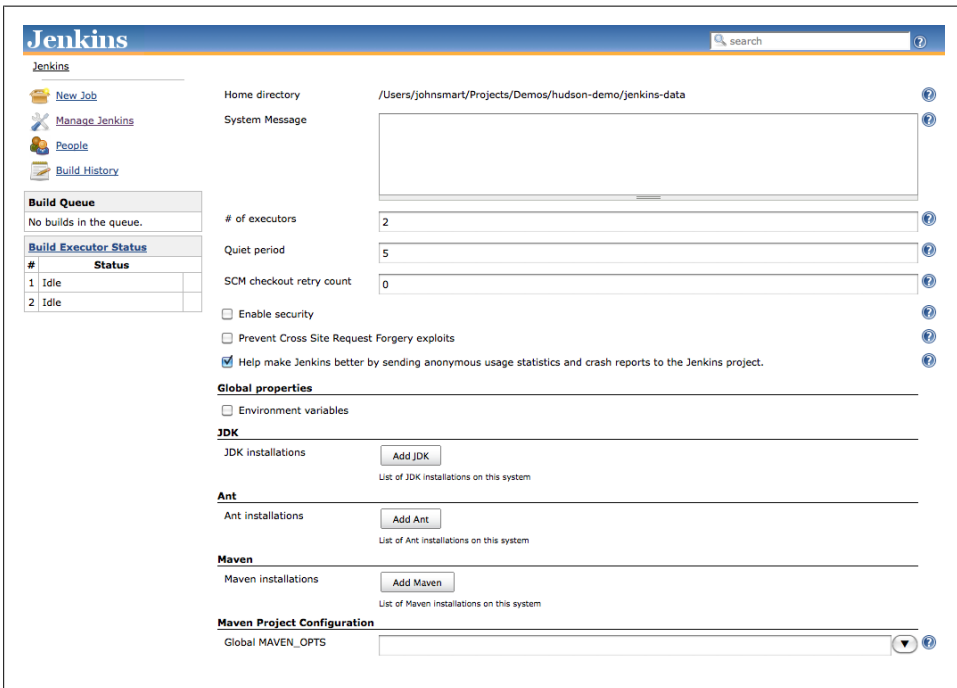 Jenkins
search
Jenkins
New Job
Manage Jenkins
People
Build History
Build Queue
No builds in the queue.
Build Executor Status
# Status
1 Idle
2 Idle
Home directory /Users/johnsmart/Projects/Demos/hudson-demo/jenkins-data
System Message
# of executors 2
Quiet period 5
SCM checkout retry count 0
Enable security
Prevent Cross Site Request Forgery exploits
Help make Jenkins better by sending anonymous usage statistics and crash reports to the Jenkins project.
Global properties
Environment variables
JDK
JDK installations Add JDK
List of JDK installations on this system
Ant
Ant installations Add Ant
List of Ant installations on this system
Maven
Maven installations Add Maven
List of Maven installations on this system
Maven Project Configuration
Global MAVEN_OPTS